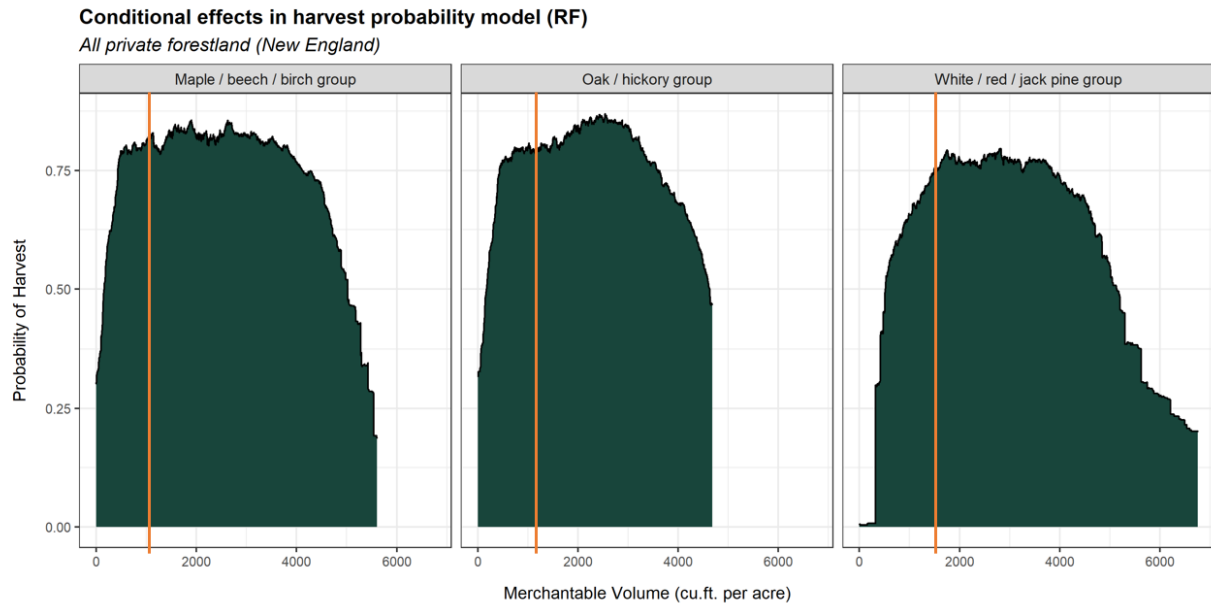 Conditional effects in harvest probability model (RF)
All private forestland (New England)
Maple / beech / birch group
Oak / hickory group
White / red / jack pine group
Probability of Harvest
0.75
0.50
0.25
0.00
0 2000 4000 6000
0 2000 4000 6000
0 2000 4000 6000
Merchantable Volume (cu.ft. per acre)